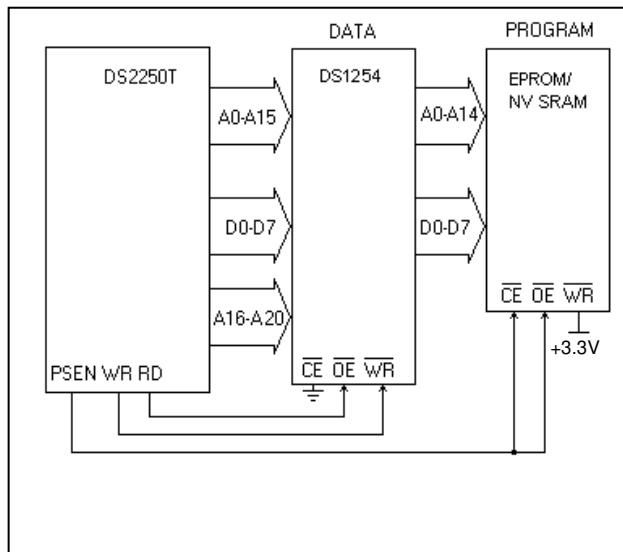 DATA
PROGRAM
DS2250T
DS1254
EPROM/
NV SRAM
A0-A15
A0-A14
D0-D7
D0-D7
A16-A20
CE OE WR
+3.3V
PSEN WR RD
CE OE WR